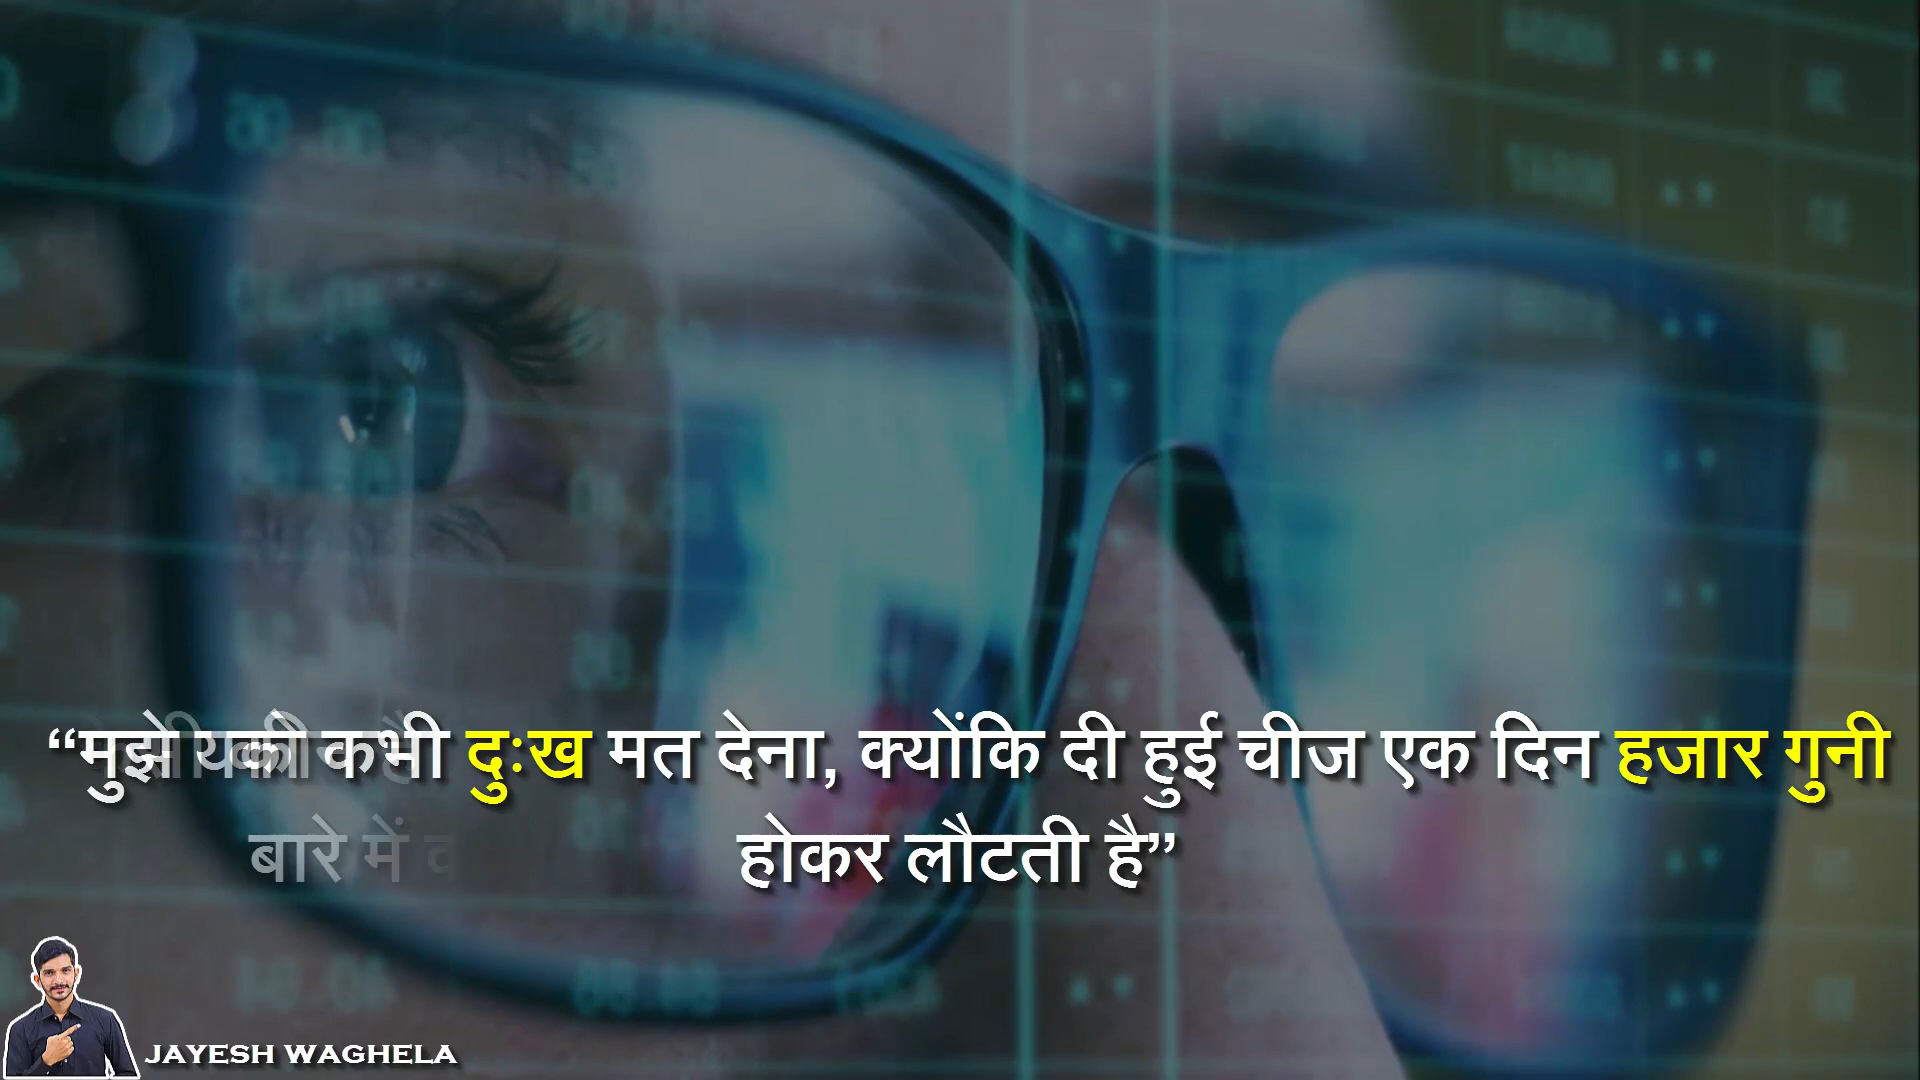 “मुझे कभी दुःख मत देना, क्योंकि दी हुई चीज एक दिन हजार गुनी
बारे में
होकर लौटती है”
JAYESH WAGHELA